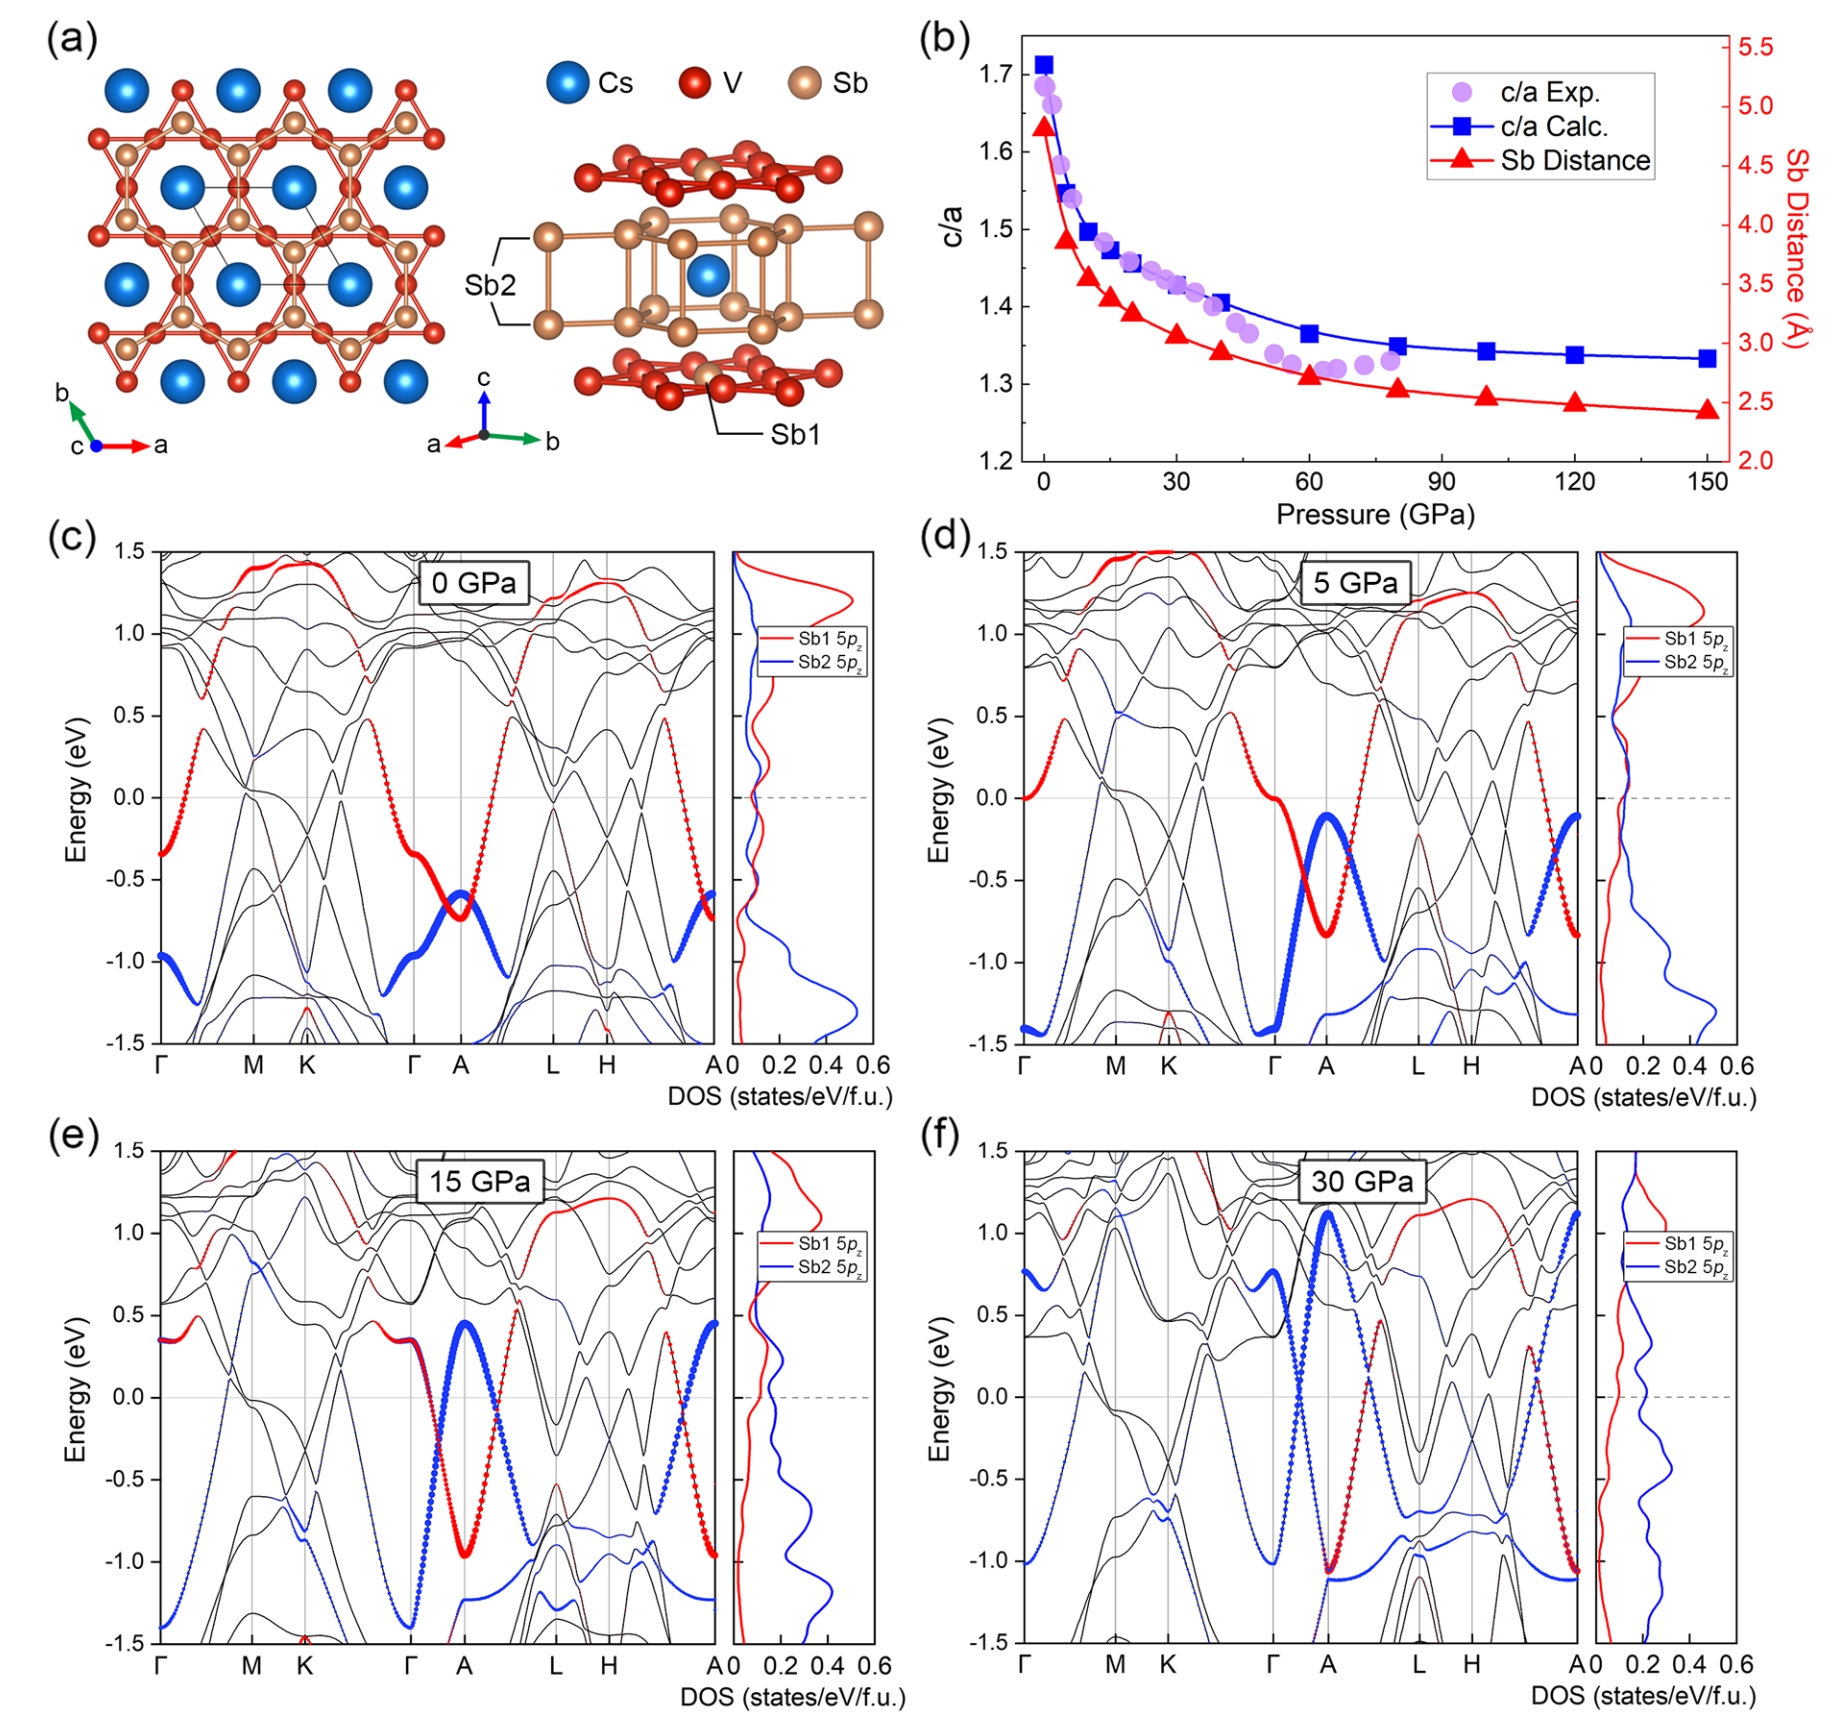 (a)
Cs V Sb
Sb2
Sb1
b
c a
c
a b
(b)
c/a Exp.
c/a Calc.
Sb Distance
c/a
1.7
1.6
1.5
1.4
1.3
1.2
5.5
5.0
4.5
4.0
3.5
3.0
2.5
2.0
Sb Distance (Å)
0 30 60 90 120 150
Pressure (GPa)
(c)
0 GPa
Energy (eV)
1.5
1.0
0.5
0.0
-0.5
-1.0
-1.5
Γ M K Γ A L H A
Sb1 5pz
Sb2 5pz
0 0.2 0.4 0.6
DOS (states/eV/f.u.)
(d)
5 GPa
Energy (eV)
1.5
1.0
0.5
0.0
-0.5
-1.0
-1.5
Γ M K Γ A L H A
Sb1 5pz
Sb2 5pz
0 0.2 0.4 0.6
DOS (states/eV/f.u.)
(e)
15 GPa
Energy (eV)
1.5
1.0
0.5
0.0
-0.5
-1.0
-1.5
Γ M K Γ A L H A
Sb1 5pz
Sb2 5pz
0 0.2 0.4 0.6
DOS (states/eV/f.u.)
(f)
30 GPa
Energy (eV)
1.5
1.0
0.5
0.0
-0.5
-1.0
-1.5
Γ M K Γ A L H A
Sb1 5pz
Sb2 5pz
0 0.2 0.4 0.6
DOS (states/eV/f.u.)